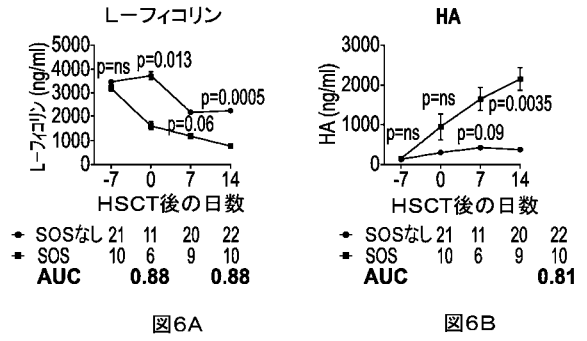 L-フィコリン
L-フィコリン (ng/ml)
5000
4000
3000
2000
1000
0
p=ns
p=0.013
p=0.06
p=0.0005
-7 0 7 14
HSCT後の日数
SOSなし 21 11 20 22
SOS 10 6 9 10
AUC 0.88 0.88
図6A
HA
HA (ng/ml)
3000
2000
1000
0
p=ns
p=ns
p=0.09
p=0.0035
-7 0 7 14
HSCT後の日数
SOSなし 21 11 20 22
SOS 10 6 9 10
AUC 0.81
図6B